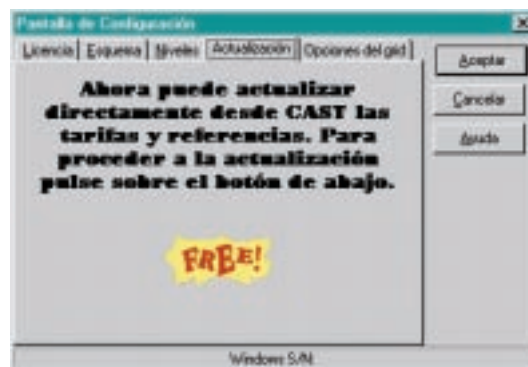 Pantalla de Configuración
Licencia Esquema Niveles Actualización Opciones del grid
Aceptar
Cancelar
Ayuda
Ahora puede actualizar
directamente desde CAST las
tarifas y referencias. Para
proceder a la actualización
pulse sobre el botón de abajo.
FREE!
Windows S/N: